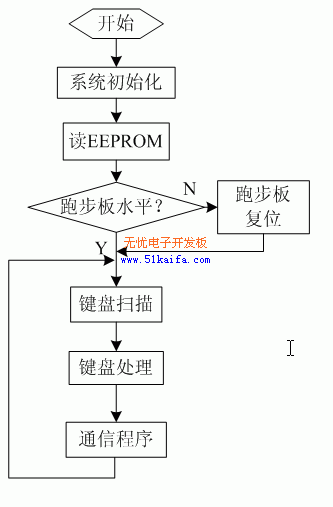 开始
系统初始化
读EEPROM
跑步板水平?
N
跑步板
复位
Y
无忧电子开发板
www.51kaifa.com
键盘扫描
键盘处理
通信程序